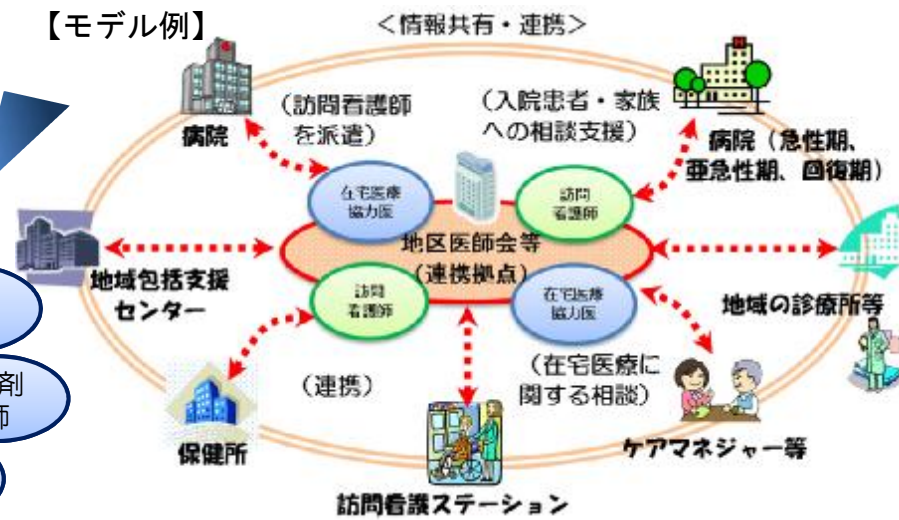 【モデル例】
＜情報共有・連携＞
（訪問看護師
を派遣）
（入院患者・家族
への相談支援）
病院
病院（急性期、
亜急性期、回復期）
在宅医療
協力医
訪問
看護師
地区医師会等
（連携拠点）
地域包括支援
センター
訪問
看護師
在宅医療
協力医
地域の診療所等
剤
師
（連携）
（在宅医療に
関する相談）
保健所
ケアマネジャー等
訪問看護ステーション